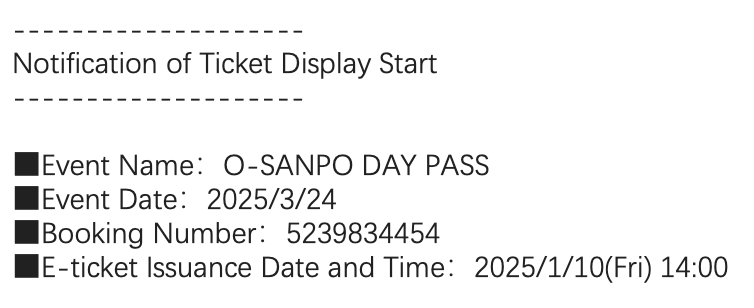 ---------------------
Notification of Ticket Display Start
---------------------
■Event Name：O-SANPO DAY PASS
■Event Date：2025/3/24
■Booking Number：5239834454
■E-ticket Issuance Date and Time：2025/1/10(Fri) 14:00